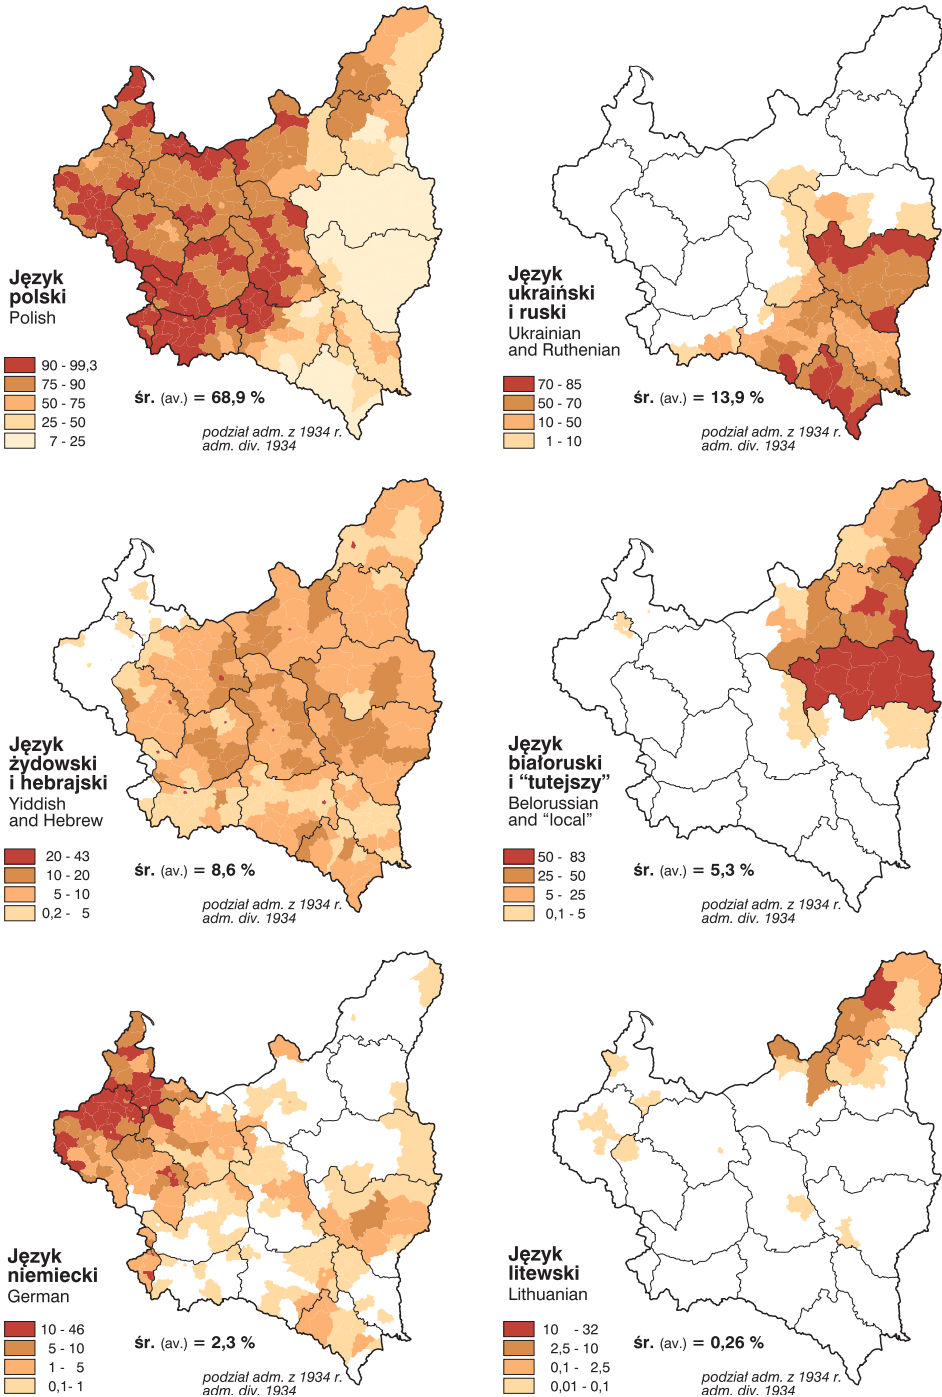 Język
polski
Polish
90 - 99,3
75 - 90
50 - 75
25 - 50
7 - 25
śr. (av.) = 68,9 %
podział adm. z 1934 r.
adm. div. 1934
Język
ukraiński
i ruski
Ukrainian
and Ruthenian
70 - 85
50 - 70
10 - 50
1 - 10
śr. (av.) = 13,9 %
podział adm. z 1934 r.
adm. div. 1934
Język
żydowski
i hebrajski
Yiddish
and Hebrew
20 - 43
10 - 20
5 - 10
0,2 - 5
śr. (av.) = 8,6 %
podział adm. z 1934 r.
adm. div. 1934
Język
białoruski
i “tutejszy”
Belorussian
and “local”
50 - 83
25 - 50
5 - 25
0,1 - 5
śr. (av.) = 5,3 %
podział adm. z 1934 r.
adm. div. 1934
Język
niemiecki
German
10 - 46
5 - 10
1 - 5
0,1 - 1
śr. (av.) = 2,3 %
podział adm. z 1934 r.
adm. div. 1934
Język
litewski
Lithuanian
10 - 32
2,5 - 10
0,1 - 2,5
0,01 - 0,1
śr. (av.) = 0,26 %
podział adm. z 1934 r.
adm. div. 1934